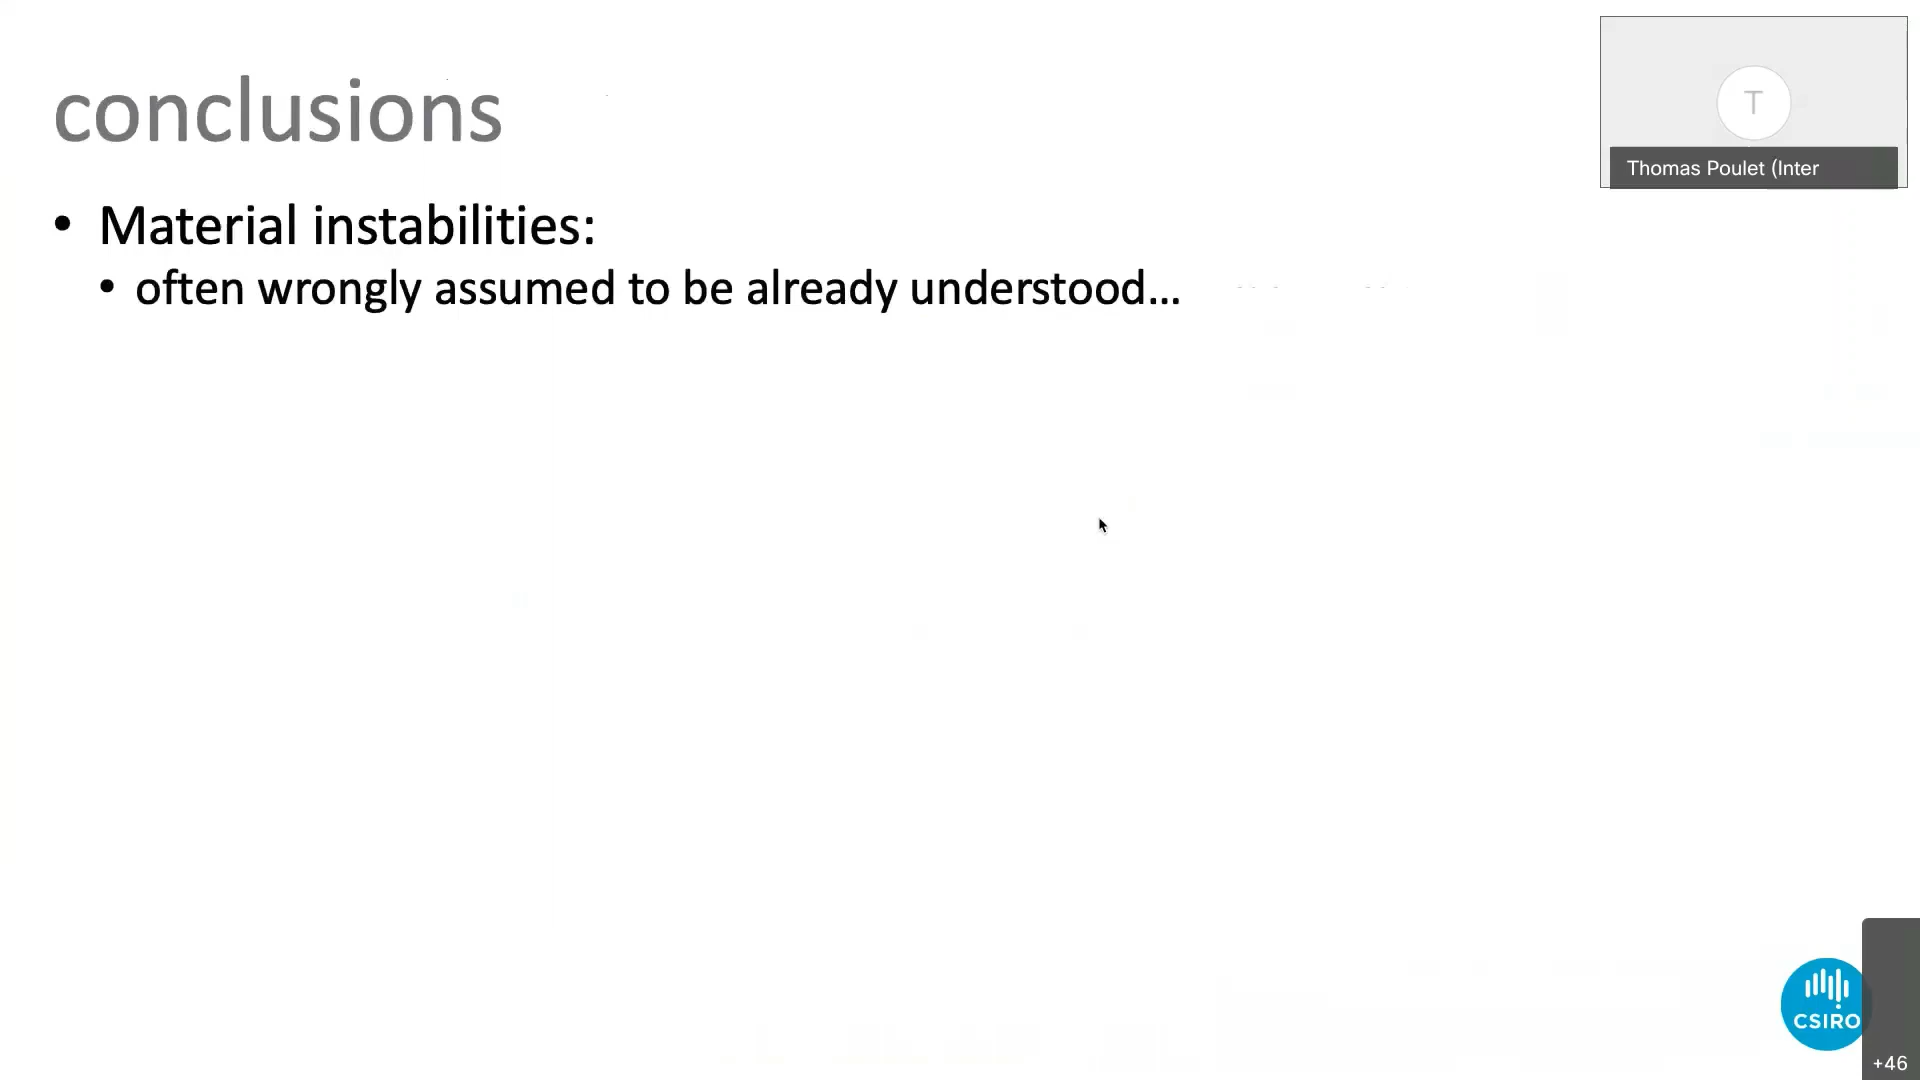 conclusions
T
Thomas Poulet (Inter
• Material instabilities:
• often wrongly assumed to be already understood...
CSIRO
+46